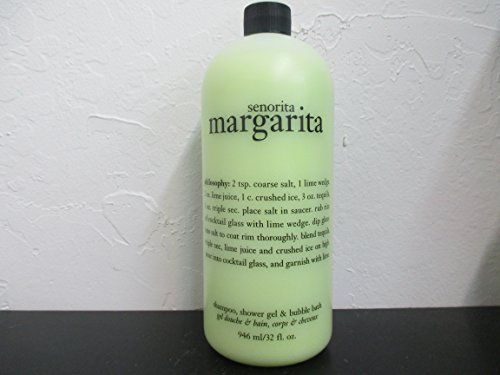 senorita
margarita
philosophy: 2 tsp. coarse salt, 1 lime wedge,
lime juice, 1 c. crushed ice, 3 oz. tequila,
oz. triple sec. place salt in saucer. rub rim
of cocktail glass with lime wedge. dip glass
into salt to coat rim thoroughly. blend tequila,
triple sec, lime juice and crushed ice on high.
into cocktail glass, and garnish with lime.
shampoo, shower gel & bubble bath
gel douche & bain, corps & cheveux
946 ml/32 fl. oz.